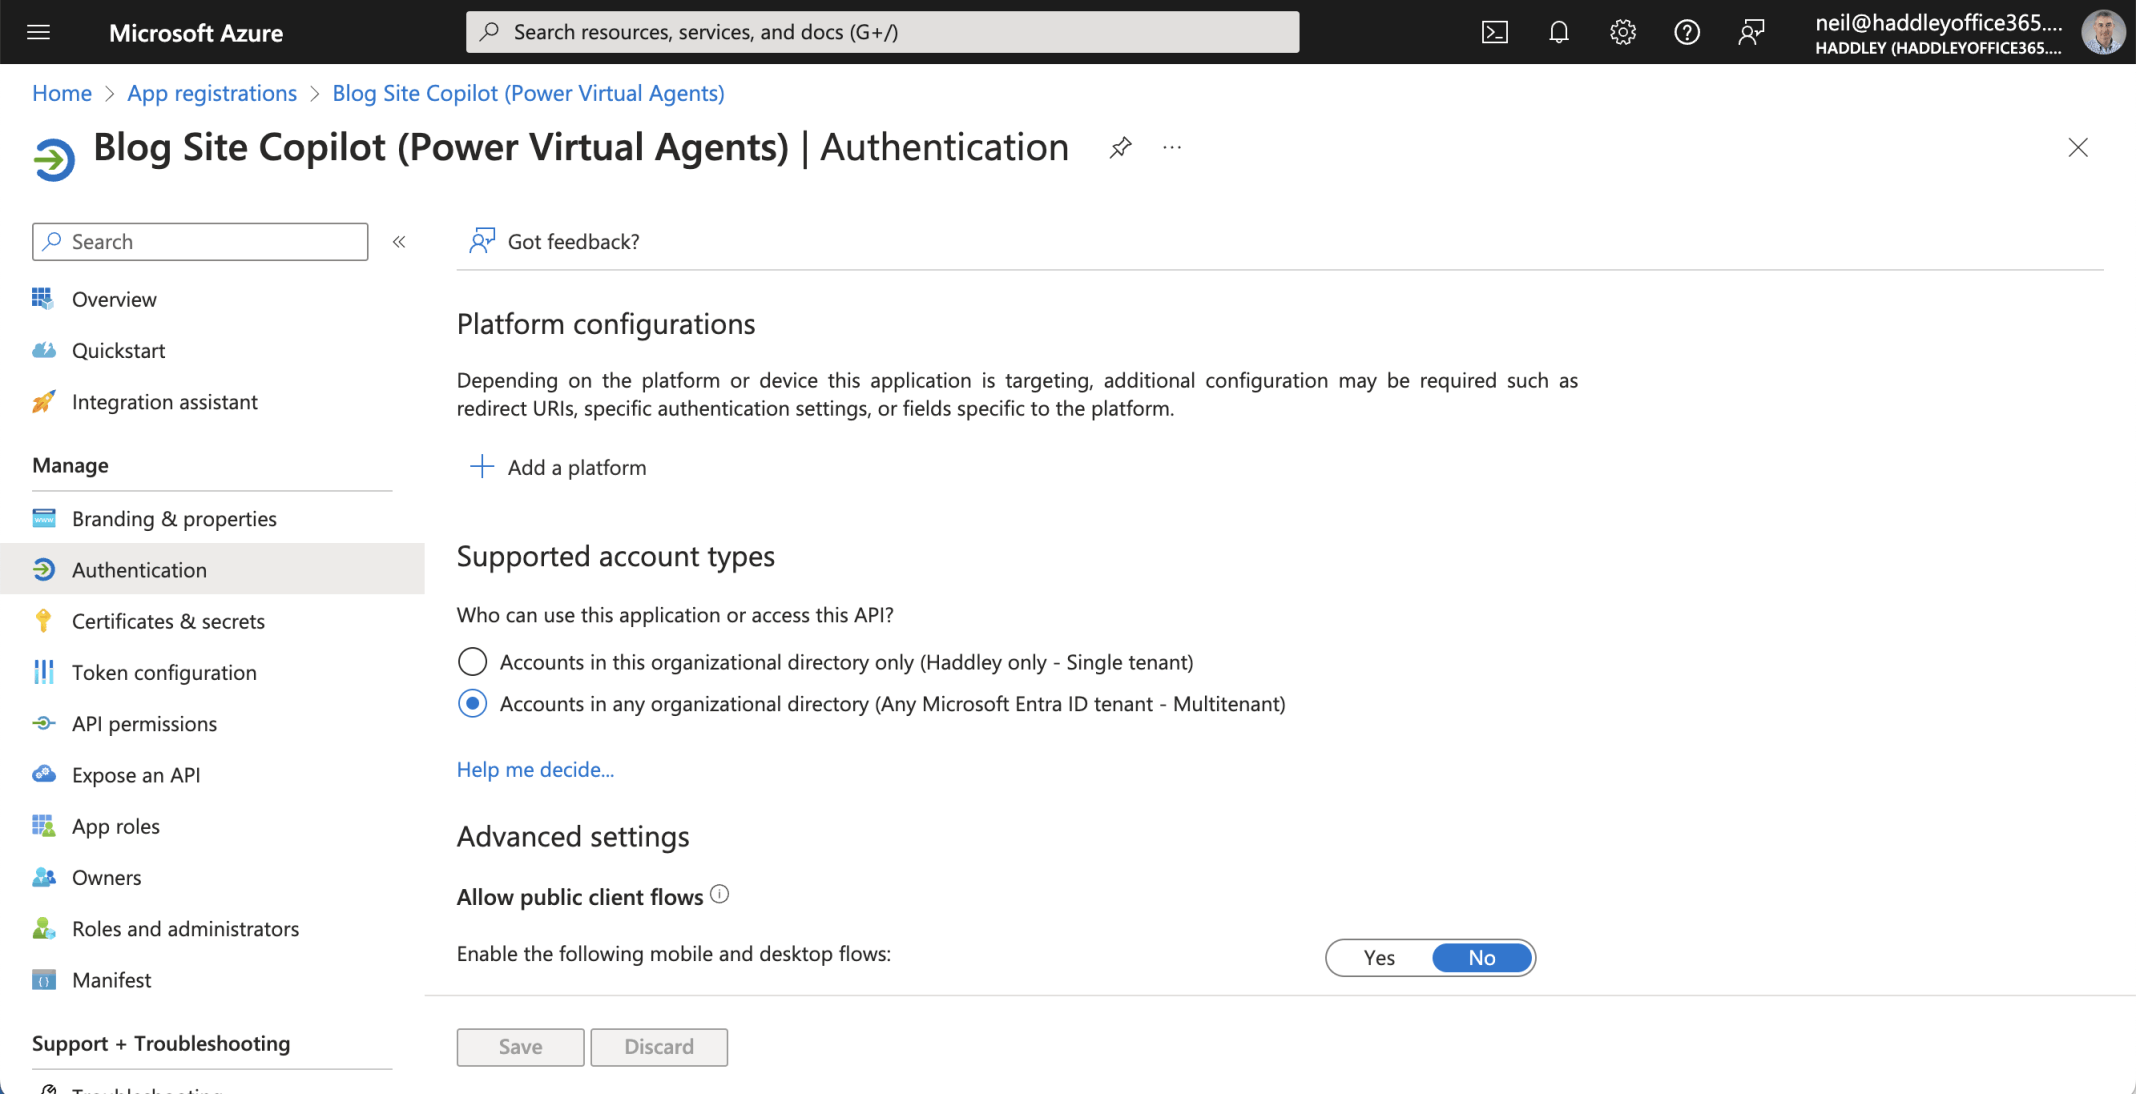 Microsoft Azure
Search resources, services, and docs (G+/)
neil@haddleyoffice365....
HADDLEY (HADDLEYOFFICE365....
Home > App registrations > Blog Site Copilot (Power Virtual Agents)
Blog Site Copilot (Power Virtual Agents) | Authentication
Search
Got feedback?
Overview
Quickstart
Integration assistant
Manage
Branding & properties
Authentication
Certificates & secrets
Token configuration
API permissions
Expose an API
App roles
Owners
Roles and administrators
Manifest
Support + Troubleshooting
Troubleshooting
Platform configurations
Depending on the platform or device this application is targeting, additional configuration may be required such as
redirect URIs, specific authentication settings, or fields specific to the platform.
Add a platform
Supported account types
Who can use this application or access this API?
Accounts in this organizational directory only (Haddley only - Single tenant)
Accounts in any organizational directory (Any Microsoft Entra ID tenant - Multitenant)
Help me decide...
Advanced settings
Allow public client flows
Enable the following mobile and desktop flows:
Yes No
Save Discard